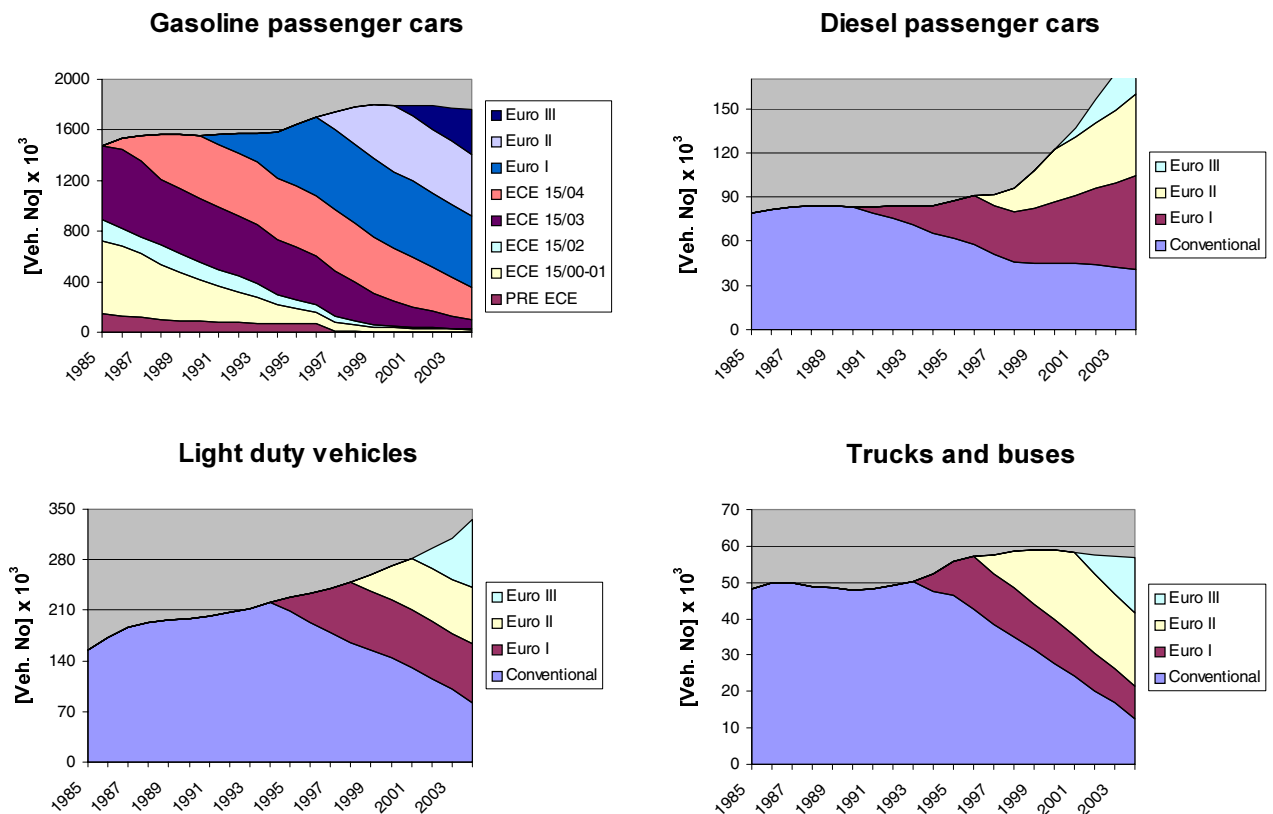 Gasoline passenger cars
[Veh. No] x 10³
2000
1600
1200
800
400
0
1985
1987
1989
1991
1993
1995
1997
1999
2001
2003
Euro III
Euro II
Euro I
ECE 15/04
ECE 15/03
ECE 15/02
ECE 15/00-01
PRE ECE
Diesel passenger cars
[Veh. No] x 10³
150
120
90
60
30
0
1985
1987
1989
1991
1993
1995
1997
1999
2001
2003
Euro III
Euro II
Euro I
Conventional
Light duty vehicles
[Veh. No] x 10³
350
280
210
140
70
0
1985
1987
1989
1991
1993
1995
1997
1999
2001
2003
Euro III
Euro II
Euro I
Conventional
Trucks and buses
[Veh. No] x 10³
70
60
50
40
30
20
10
0
1985
1987
1989
1991
1993
1995
1997
1999
2001
2003
Euro III
Euro II
Euro I
Conventional